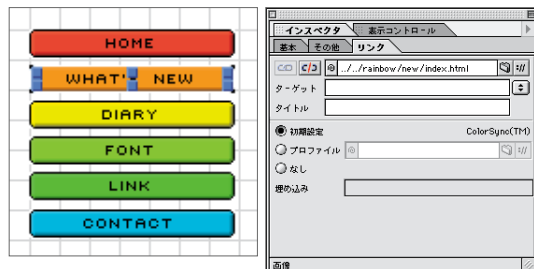 HOME
WHAT'S NEW
DIARY
FONT
LINK
CONTACT
インスペクタ 表示コントロール
基本 その他 リンク
../../rainbow/new/index.html
ターゲット
タイトル
初期設定 ColorSync(TM)
プロファイル
なし
埋め込み
画像